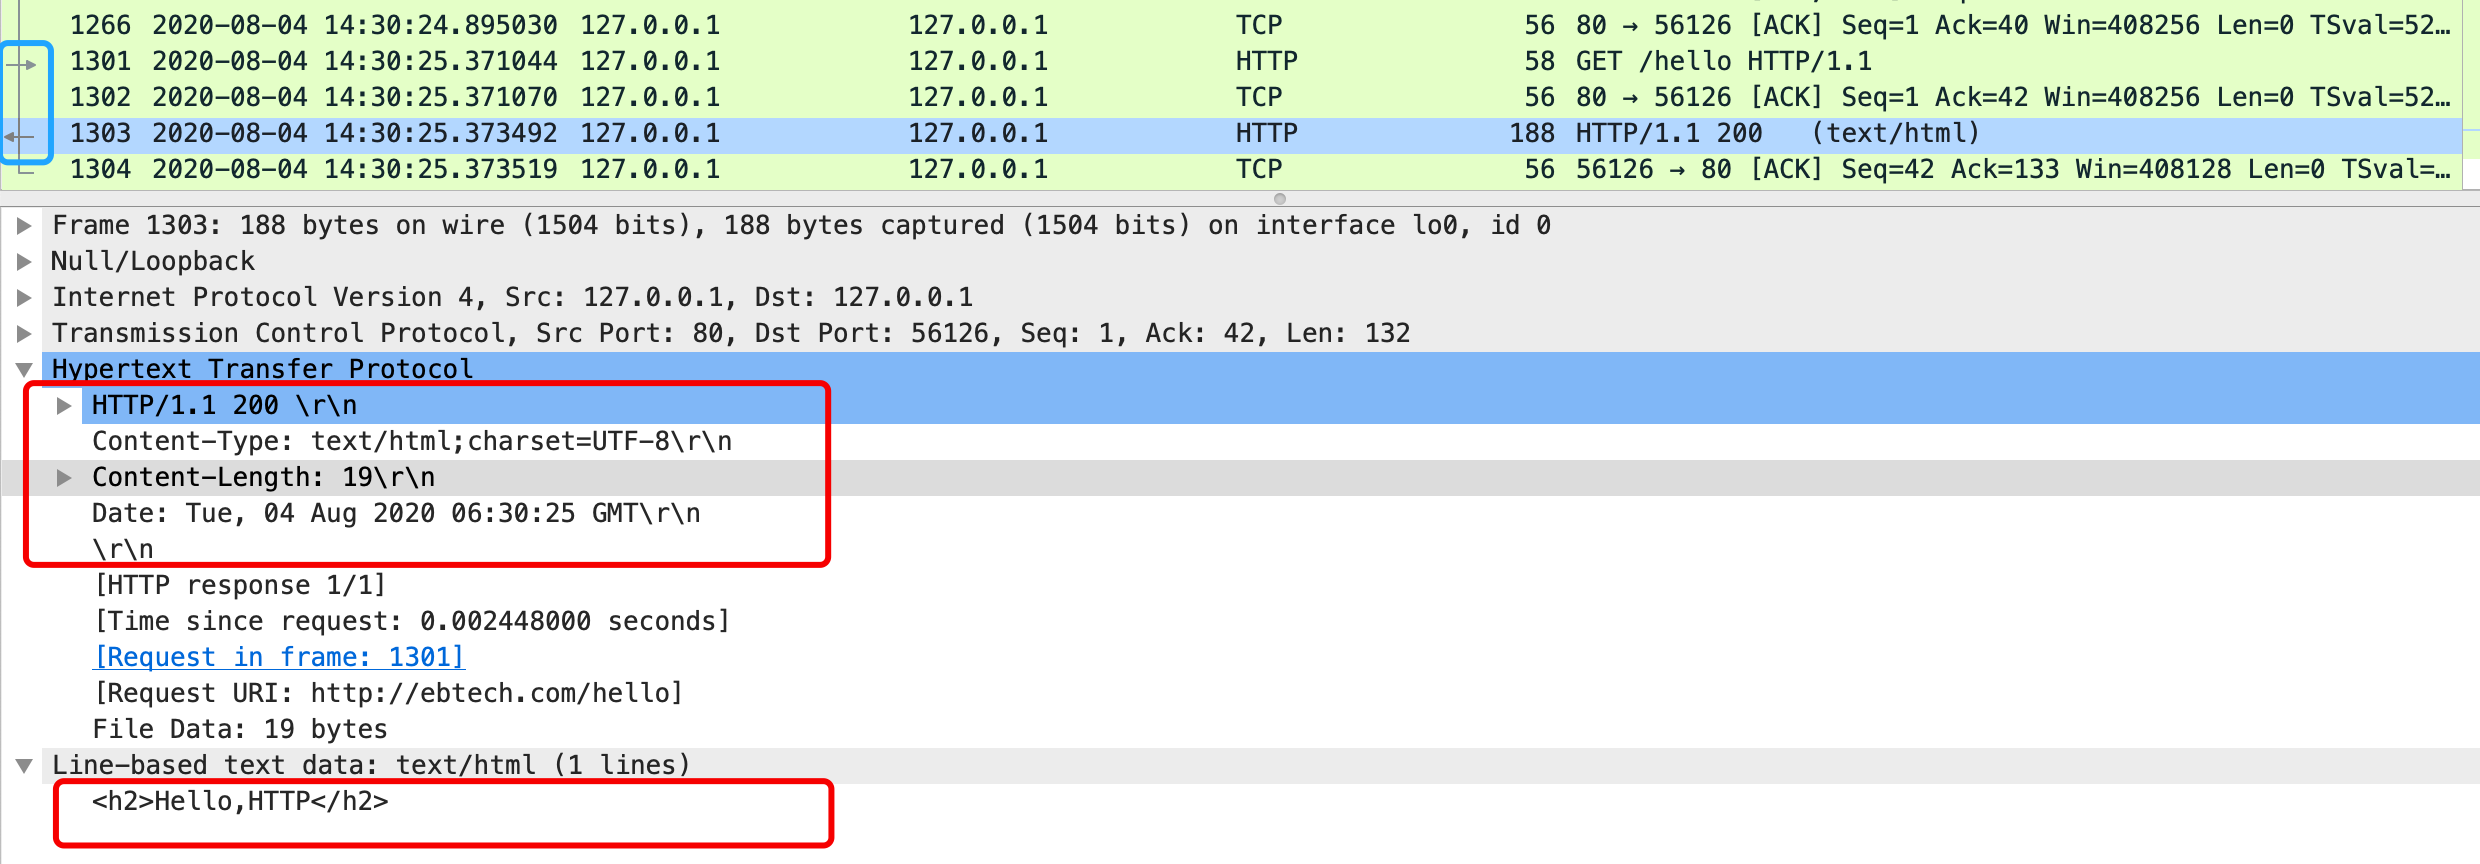 1266 2020-08-04 14:30:24.895030 127.0.0.1 127.0.0.1 TCP 56 80 → 56126 [ACK] Seq=1 Ack=40 Win=408256 Len=0 TSval=52…
1301 2020-08-04 14:30:25.371044 127.0.0.1 127.0.0.1 HTTP 58 GET /hello HTTP/1.1
1302 2020-08-04 14:30:25.371070 127.0.0.1 127.0.0.1 TCP 56 80 → 56126 [ACK] Seq=1 Ack=42 Win=408256 Len=0 TSval=52…
1303 2020-08-04 14:30:25.373492 127.0.0.1 127.0.0.1 HTTP 188 HTTP/1.1 200 (text/html)
1304 2020-08-04 14:30:25.373519 127.0.0.1 127.0.0.1 TCP 56 56126 → 80 [ACK] Seq=42 Ack=133 Win=408128 Len=0 TSval=…
Frame 1303: 188 bytes on wire (1504 bits), 188 bytes captured (1504 bits) on interface lo0, id 0
Null/Loopback
Internet Protocol Version 4, Src: 127.0.0.1, Dst: 127.0.0.1
Transmission Control Protocol, Src Port: 80, Dst Port: 56126, Seq: 1, Ack: 42, Len: 132
Hypertext Transfer Protocol
HTTP/1.1 200 \r\n
Content-Type: text/html;charset=UTF-8\r\n
Content-Length: 19\r\n
Date: Tue, 04 Aug 2020 06:30:25 GMT\r\n
\r\n
[HTTP response 1/1]
[Time since request: 0.002448000 seconds]
[Request in frame: 1301]
[Request URI: http://ebtech.com/hello]
File Data: 19 bytes
Line-based text data: text/html (1 lines)
<h2>Hello,HTTP</h2>